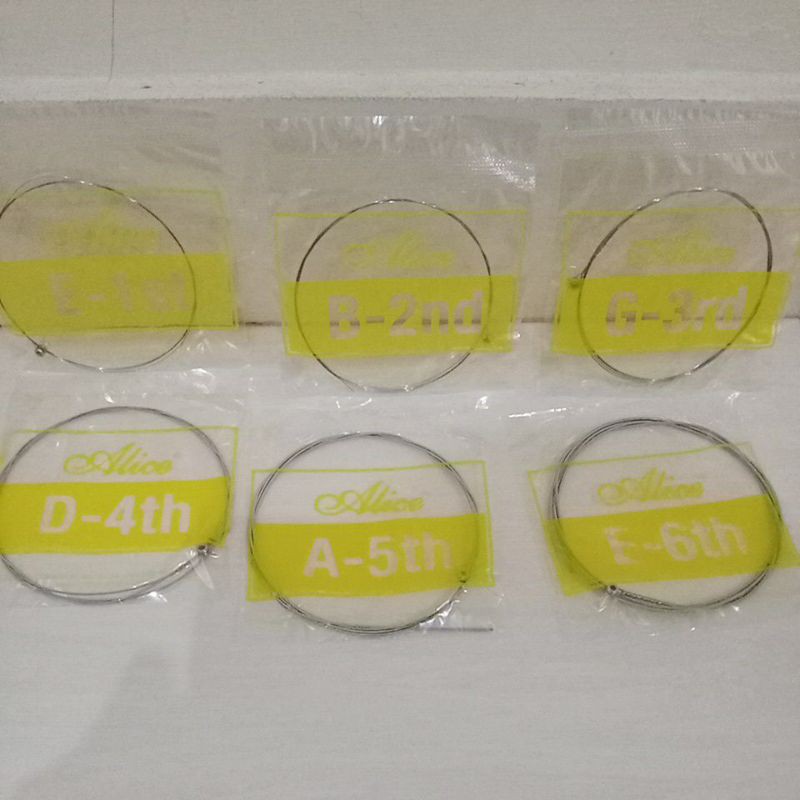 Alice
E-1st
Alice
B-2nd
Alice
G-3rd
Alice
D-4th
Alice
A-5th
Alice
E-6th